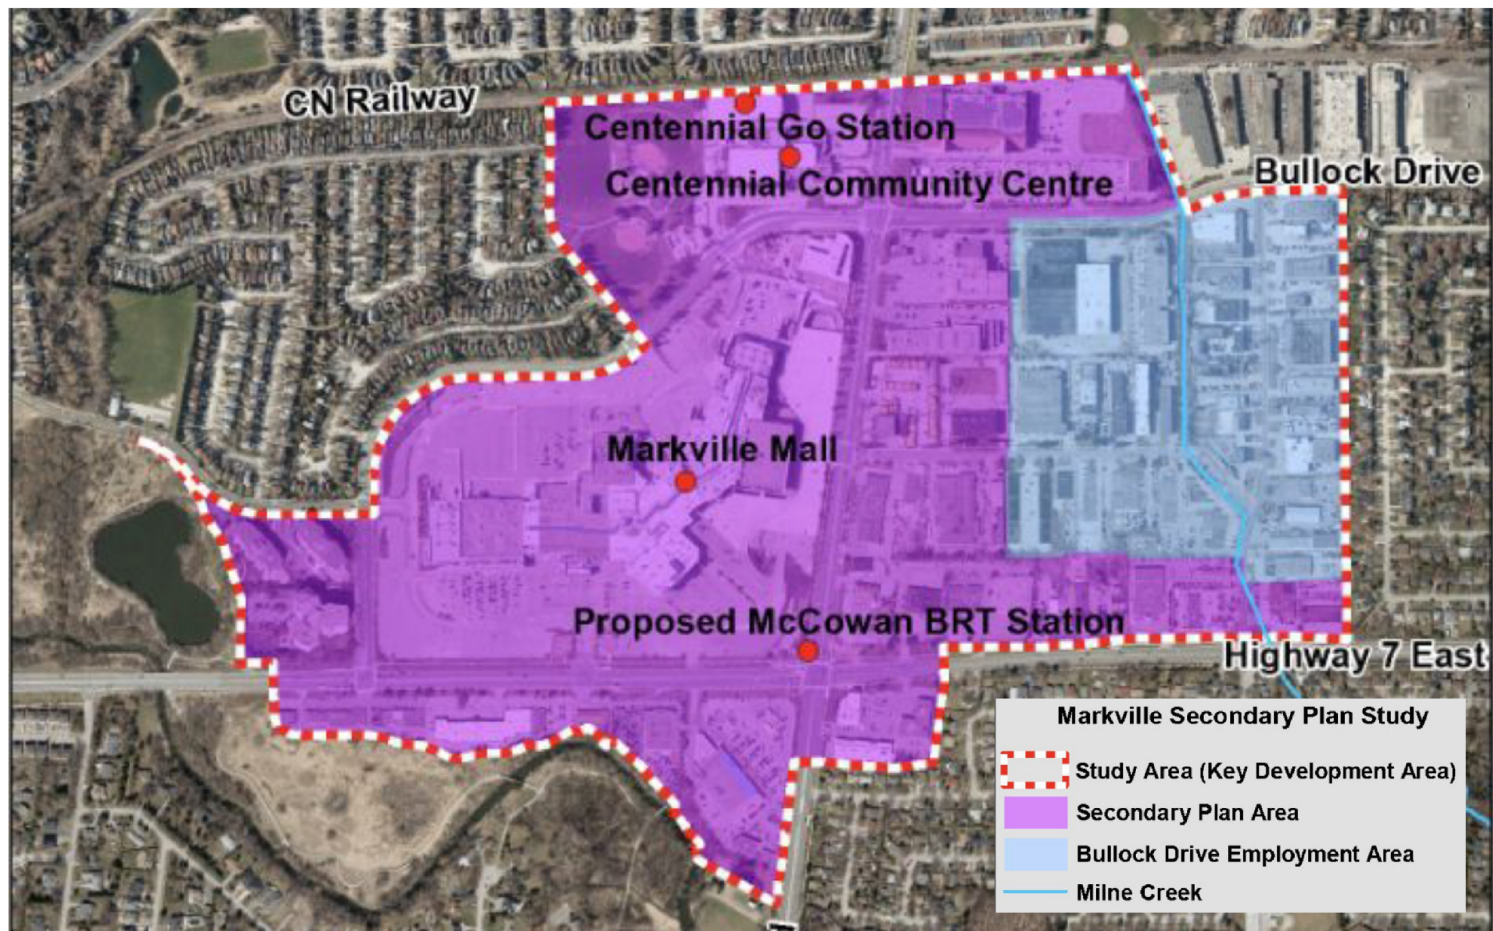 CN Railway
Centennial Go Station
Centennial Community Centre
Bullock Drive
Markville Mall
Proposed McCowan BRT Station
Highway 7 East
Markville Secondary Plan Study
Study Area (Key Development Area)
Secondary Plan Area
Bullock Drive Employment Area
Milne Creek